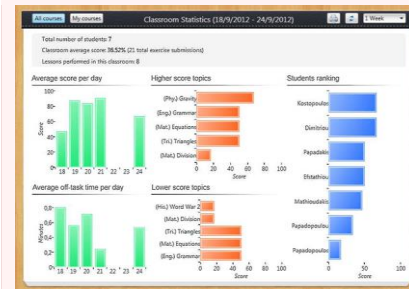 All courses My courses Classroom Statistics (18/9/2012 - 24/9/2012) 1 Week
Total number of students: 7
Classroom average score: 38.52% (21 total exercise submissions)
Lessons performed in this classroom: 8
Average score per day
100
80
60
40
20
0
Score
18 19 20 21 22 23 24
Higher score topics
(Phy.) Gravity
(Eng.) Grammar
(Mat.) Equations
(Tri.) Triangles
(Mat.) Division
0 20 40 60 80 100
Score
Students ranking
Kostopoulos
Dimitriou
Papadakis
Efstathiou
Mathioudakis
Papadopoulou
Papadopoulos
0 50 100
Score
Average off-task time per day
0,8
0,6
0,4
0,2
0
Minutes
18 19 20 21 22 23 24
Lower score topics
(His.) Word War 2
(Mat.) Division
(Tri.) Triangles
(Mat.) Equations
(Eng.) Grammar
0 20 40 60 80 100
Score